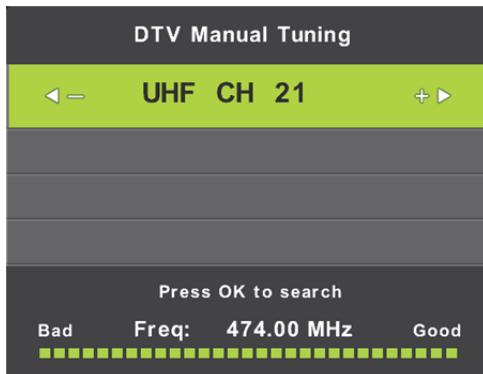 DTV Manual Tuning
− UHF CH 21 +
Press OK to search
Bad Freq: 474.00 MHz Good